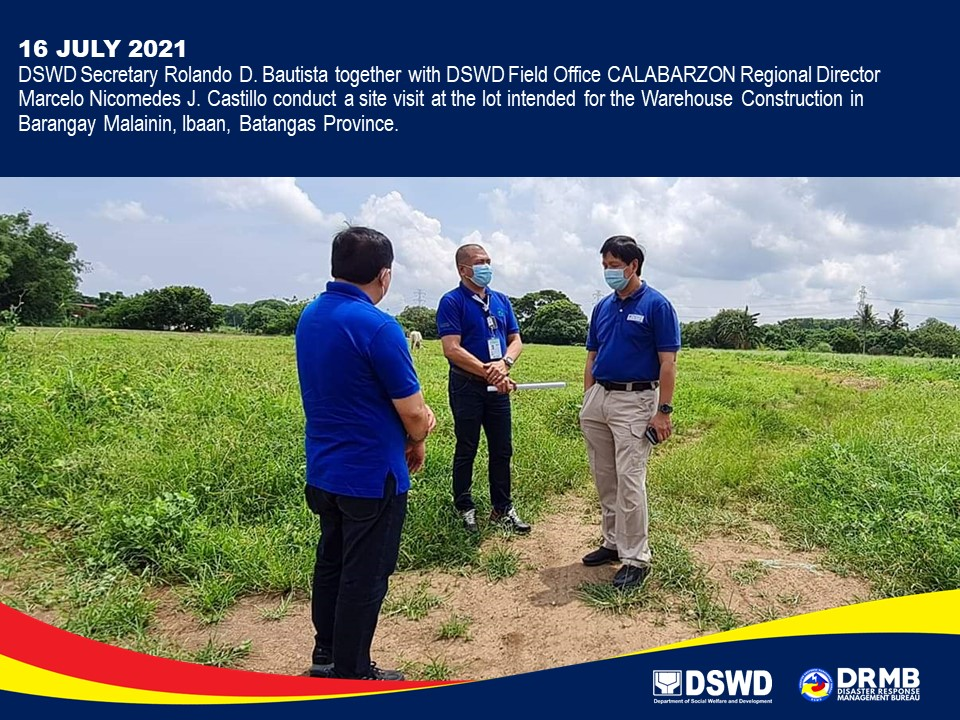 16 JULY 2021
DSWD Secretary Rolando D. Bautista together with DSWD Field Office CALABARZON Regional Director
Marcelo Nicomedes J. Castillo conduct a site visit at the lot intended for the Warehouse Construction in
Barangay Malainin, Ibaan, Batangas Province.
DSWD
Department of Social Welfare and Development
DRMB
DISASTER RESPONSE
MANAGEMENT BUREAU